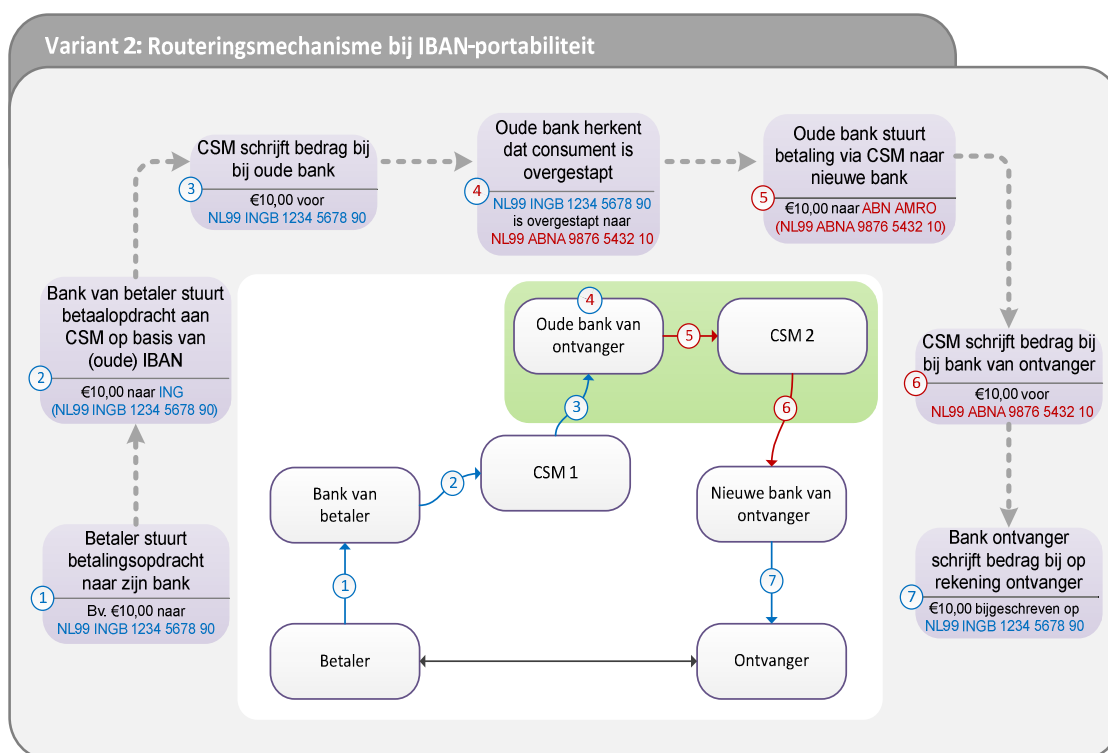 Variant 2: Routeringsmechanisme bij IBAN-portabiliteit
Betaler stuurt
betalingsopdracht
naar zijn bank
1
Bv. €10,00 naar
NL99 INGB 1234 5678 90
Bank van betaler stuurt
betaalopdracht aan
CSM op basis van
(oude) IBAN
2
€10,00 naar ING
(NL99 INGB 1234 5678 90)
CSM schrijft bedrag bij
bij oude bank
3
€10,00 voor
NL99 INGB 1234 5678 90
Oude bank herkent
dat consument is
overgestapt
4
NL99 INGB 1234 5678 90
is overgestapt naar
NL99 ABNA 9876 5432 10
Oude bank stuurt
betaling via CSM naar
nieuwe bank
5
€10,00 naar ABN AMRO
(NL99 ABNA 9876 5432 10)
CSM schrijft bedrag bij
bij bank van ontvanger
6
€10,00 voor
NL99 ABNA 9876 5432 10
Bank ontvanger
schrijft bedrag bij op
rekening ontvanger
7
€10,00 bijgeschreven op
NL99 INGB 1234 5678 90
4
Oude bank van
ontvanger
5
CSM 2
3
6
CSM 1
2
Bank van
betaler
Nieuwe bank van
ontvanger
1
7
Betaler
Ontvanger